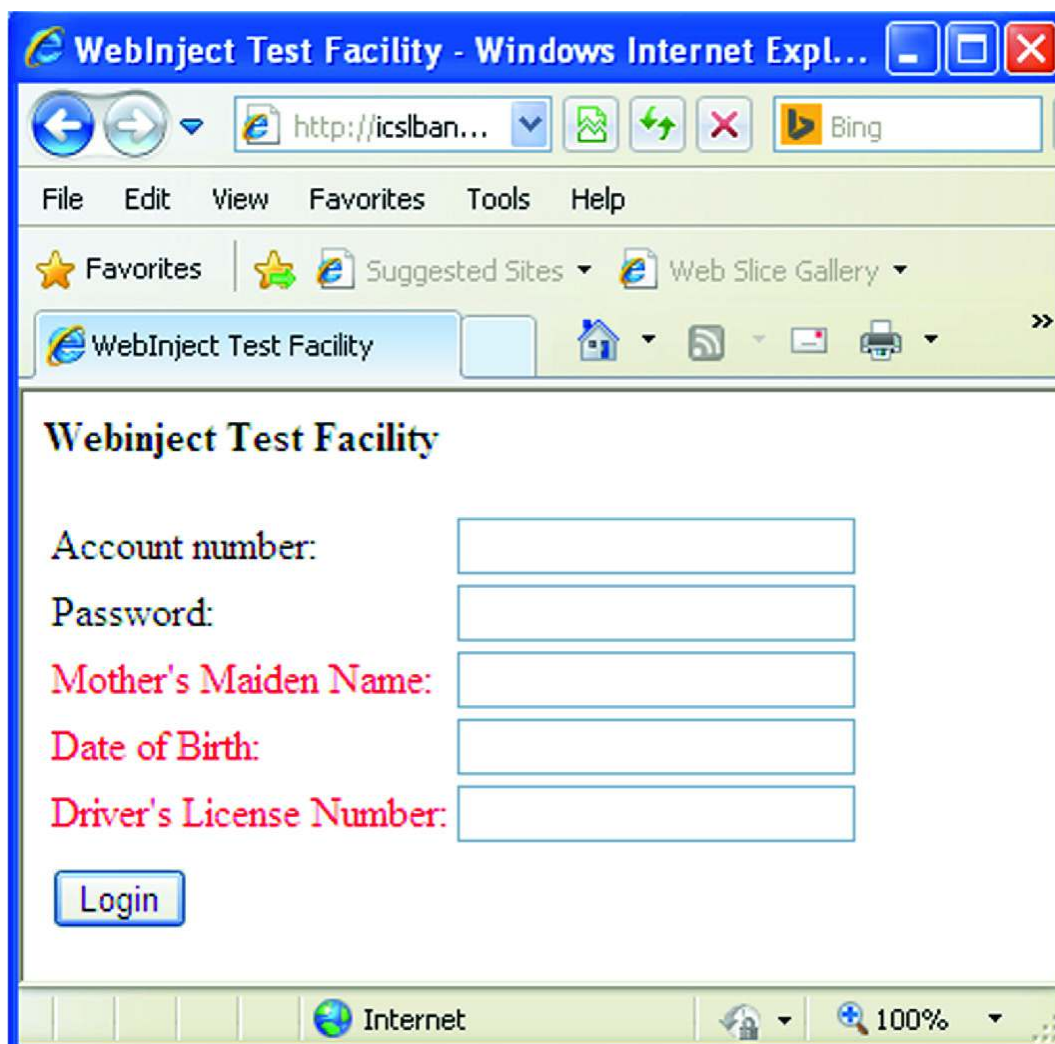 WebInject Test Facility - Windows Internet Expl...
http://icslban... Bing
File Edit View Favorites Tools Help
Favorites Suggested Sites Web Slice Gallery
WebInject Test Facility »
Webinject Test Facility
Account number:
Password:
Mother's Maiden Name:
Date of Birth:
Driver's License Number:
Login
Internet 100%